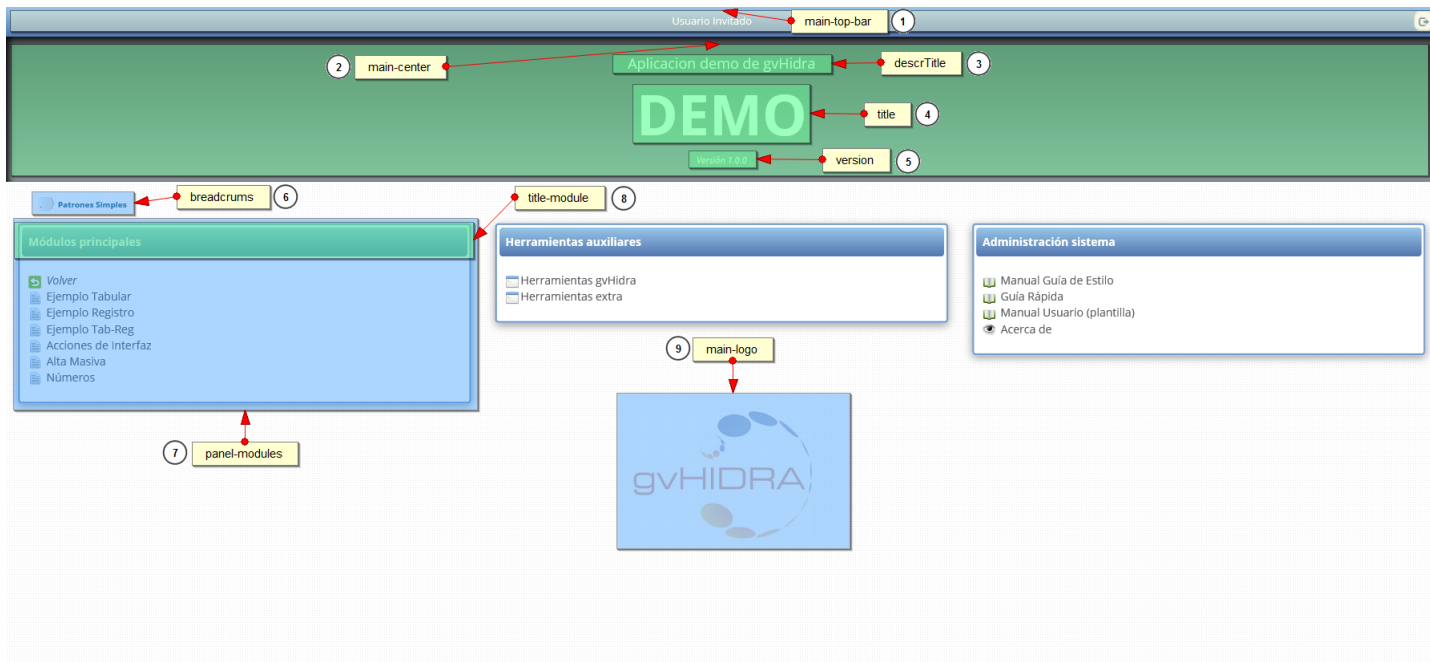 Usuario Invitado
main-top-bar
1
2
main-center
Aplicacion demo de gvHidra
descrTitle
3
DEMO
title
4
Versión 1.0.0
version
5
Patrones Simples
breadcrums
6
title-module
8
Módulos principales
Volver
Ejemplo Tabular
Ejemplo Registro
Ejemplo Tab-Reg
Acciones de Interfaz
Alta Masiva
Números
7
panel-modules
Herramientas auxiliares
Herramientas gvHidra
Herramientas extra
9
main-logo
gvHIDRA
Administración sistema
Manual Guía de Estilo
Guía Rápida
Manual Usuario (plantilla)
Acerca de